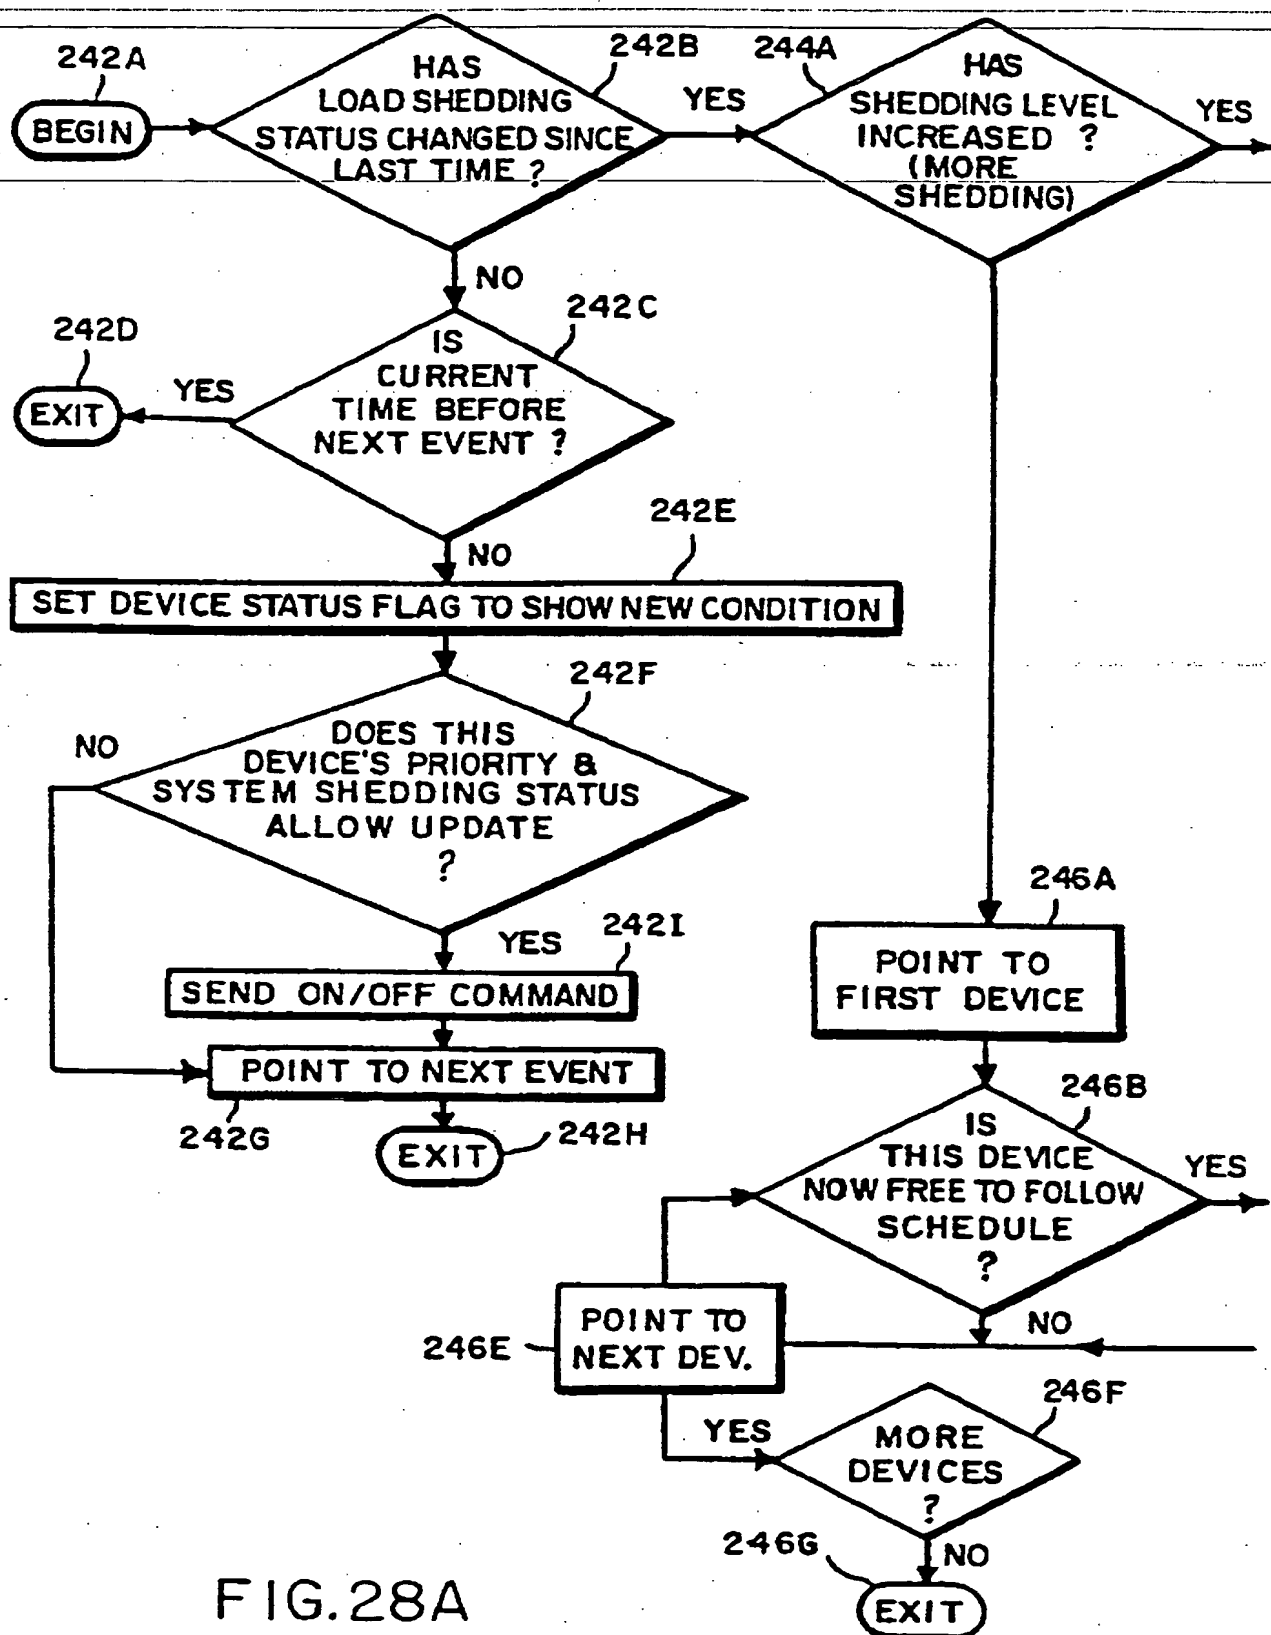 242A
BEGIN
HAS
LOAD SHEDDING
STATUS CHANGED SINCE
LAST TIME ?
242B
YES
244A
HAS
SHEDDING LEVEL
INCREASED ?
(MORE
SHEDDING)
YES
NO
242C
242D
EXIT
YES
IS
CURRENT
TIME BEFORE
NEXT EVENT ?
NO
242E
SET DEVICE STATUS FLAG TO SHOW NEW CONDITION
242F
NO
DOES THIS
DEVICE'S PRIORITY &
SYSTEM SHEDDING STATUS
ALLOW UPDATE
?
YES
242I
SEND ON/OFF COMMAND
POINT TO NEXT EVENT
242G
EXIT
242H
246A
POINT TO
FIRST DEVICE
246B
IS
THIS DEVICE
NOW FREE TO FOLLOW
SCHEDULE
?
YES
NO
246E
POINT TO
NEXT DEV.
YES
246F
MORE
DEVICES
?
246G
NO
EXIT
FIG.28A